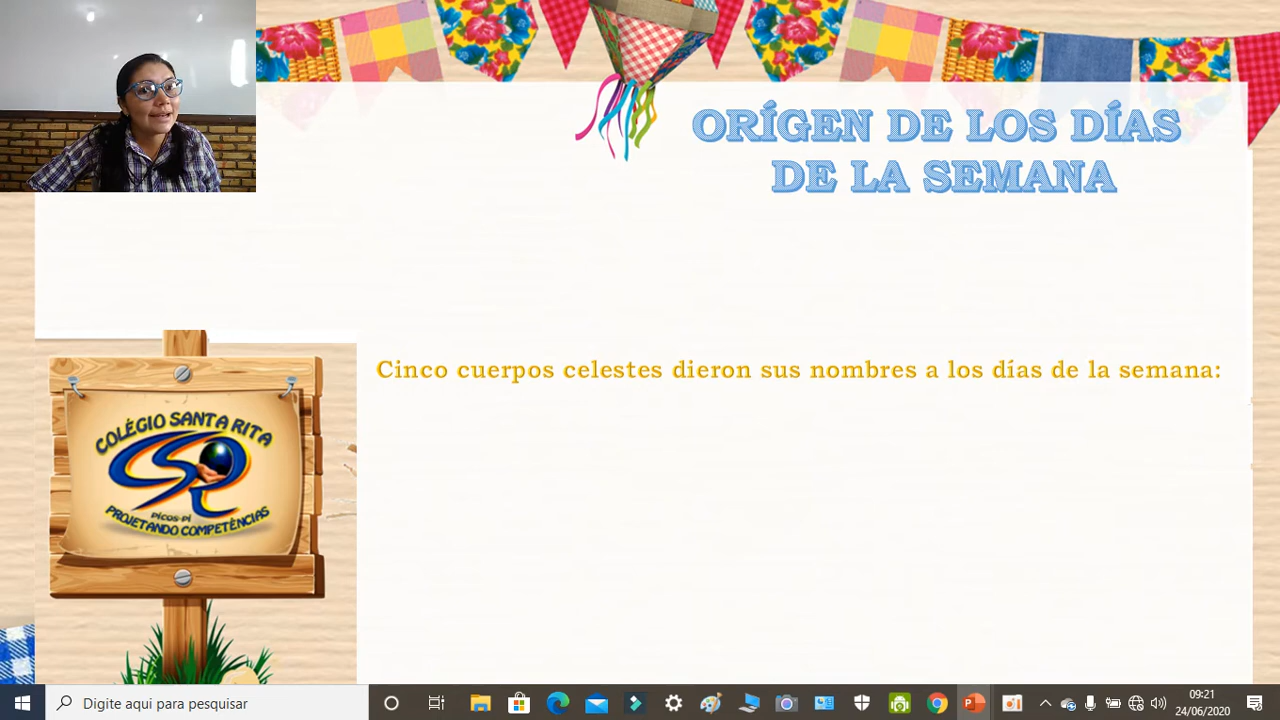 ORÍGEN DE LOS DÍAS
DE LA SEMANA
Cinco cuerpos celestes dieron sus nombres a los días de la semana:
COLÉGIO SANTA RITA
PICOS-PI
PROJETANDO COMPETÊNCIAS
Digite aqui para pesquisar
09:21
24/06/2020